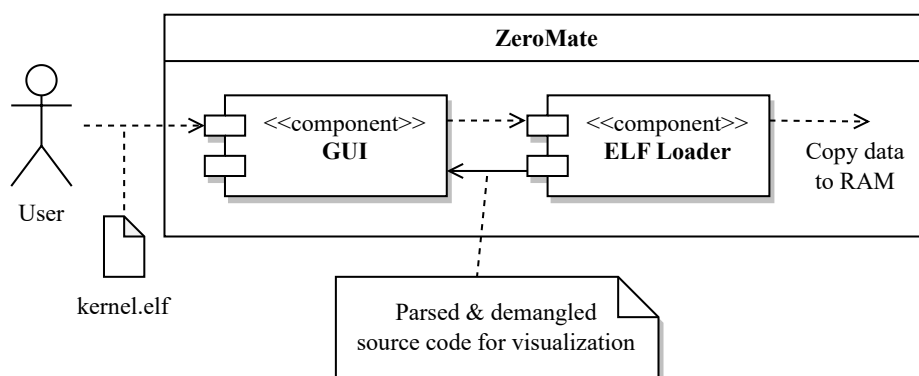 ZeroMate
<<component>>
GUI
<<component>>
ELF Loader
Copy data
to RAM
User
kernel.elf
Parsed & demangled
source code for visualization